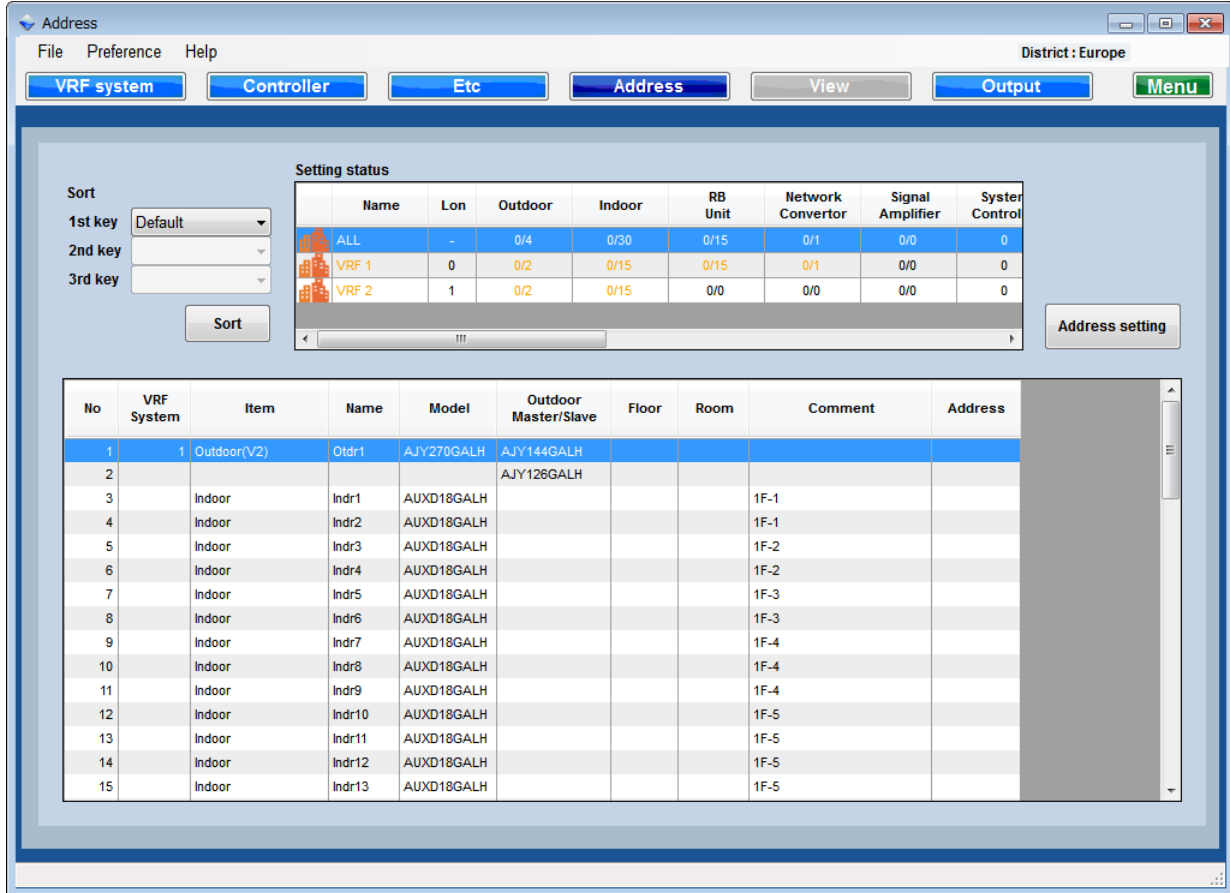 Address
File Preference Help District : Europe
VRF system Controller Etc Address View Output Menu
Setting status
Sort
1st key Default
2nd key
3rd key
Sort
Name Lon Outdoor Indoor RB Unit Network Convertor Signal Amplifier System Control
ALL - 0/4 0/30 0/15 0/1 0/0 0
VRF 1 0 0/2 0/15 0/15 0/1 0/0 0
VRF 2 1 0/2 0/15 0/0 0/0 0/0 0
Address setting
No VRF System Item Name Model Outdoor Master/Slave Floor Room Comment Address
1 1 Outdoor(V2) Otdr1 AJY270GALH AJY144GALH
2 AJY126GALH
3 Indoor Indr1 AUXD18GALH 1F-1
4 Indoor Indr2 AUXD18GALH 1F-1
5 Indoor Indr3 AUXD18GALH 1F-2
6 Indoor Indr4 AUXD18GALH 1F-2
7 Indoor Indr5 AUXD18GALH 1F-3
8 Indoor Indr6 AUXD18GALH 1F-3
9 Indoor Indr7 AUXD18GALH 1F-4
10 Indoor Indr8 AUXD18GALH 1F-4
11 Indoor Indr9 AUXD18GALH 1F-4
12 Indoor Indr10 AUXD18GALH 1F-5
13 Indoor Indr11 AUXD18GALH 1F-5
14 Indoor Indr12 AUXD18GALH 1F-5
15 Indoor Indr13 AUXD18GALH 1F-5